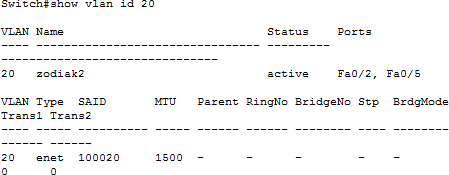 Switch#show vlan id 20
VLAN Name                             Status    Ports
---- -------------------------------- ---------
-------------------------------
20   zodiak2                          active    Fa0/2, Fa0/5
VLAN Type  SAID       MTU   Parent RingNo BridgeNo Stp  BrdgMode
Trans1 Trans2
---- ----- ---------- ----- ------ ------ -------- ---- --------
------ ------
20   enet  100020     1500  -      -      -        -    -
0      0